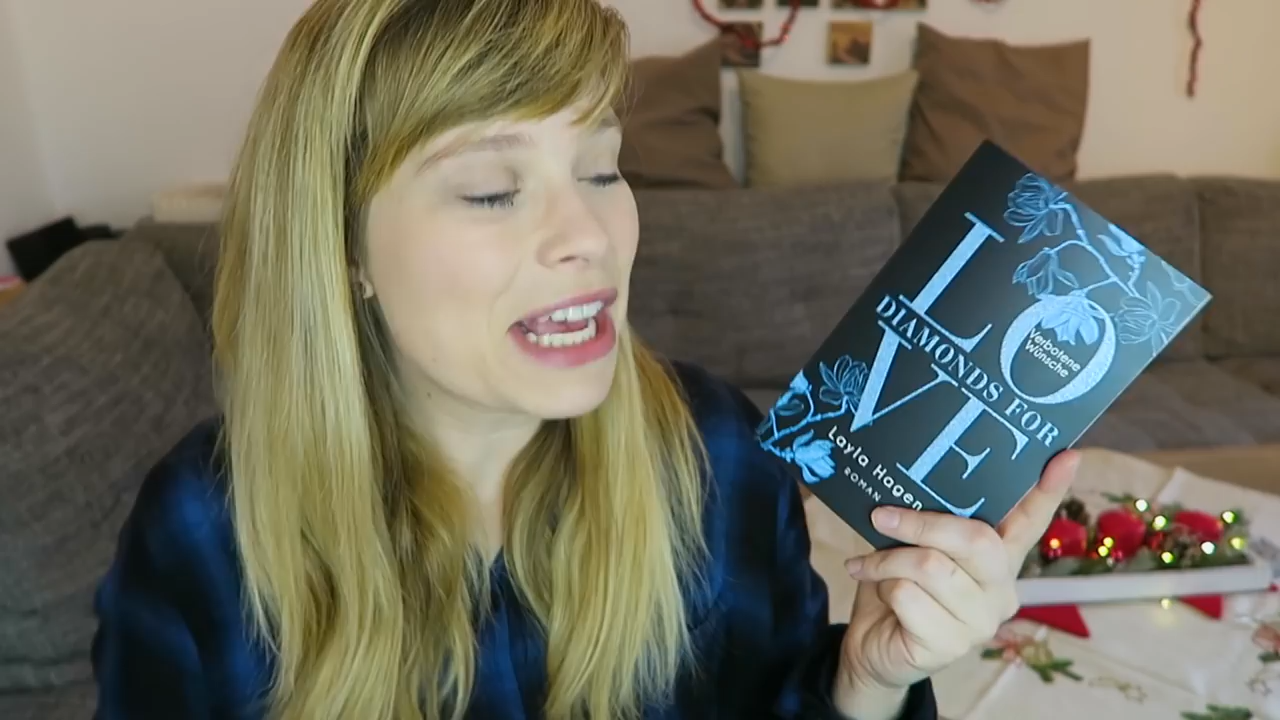 LOVE
DIAMONDS FOR
Verbotene
Wünsche
Layla Hagen
ROMAN